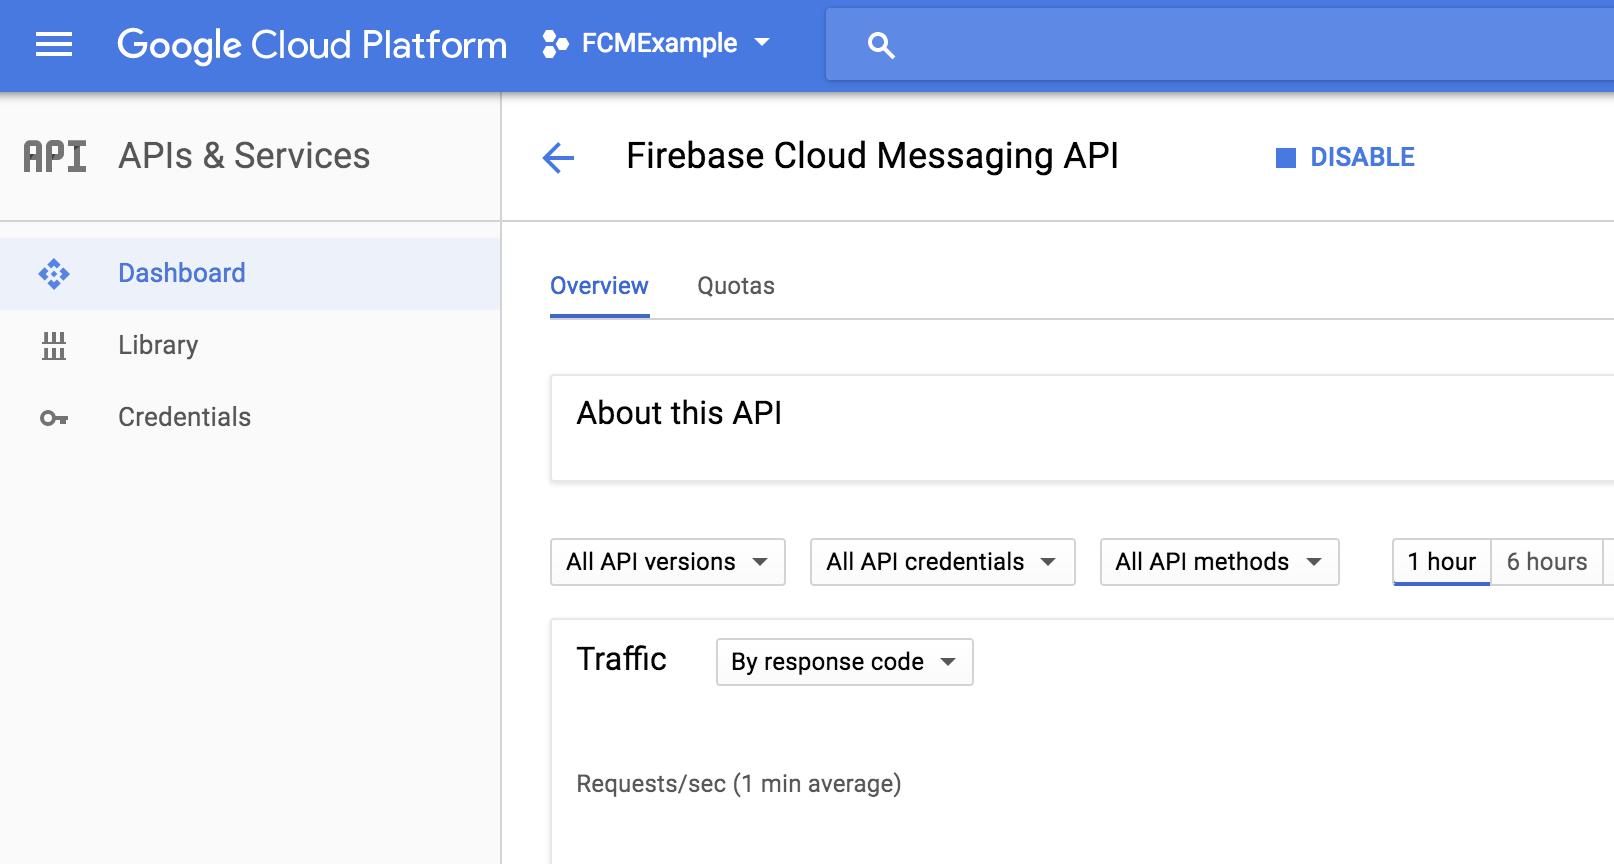 Google Cloud Platform FCMExample
API APIs & Services
Firebase Cloud Messaging API DISABLE
Dashboard
Library
Credentials
Overview Quotas
About this API
All API versions All API credentials All API methods 1 hour 6 hours
Traffic By response code
Requests/sec (1 min average)